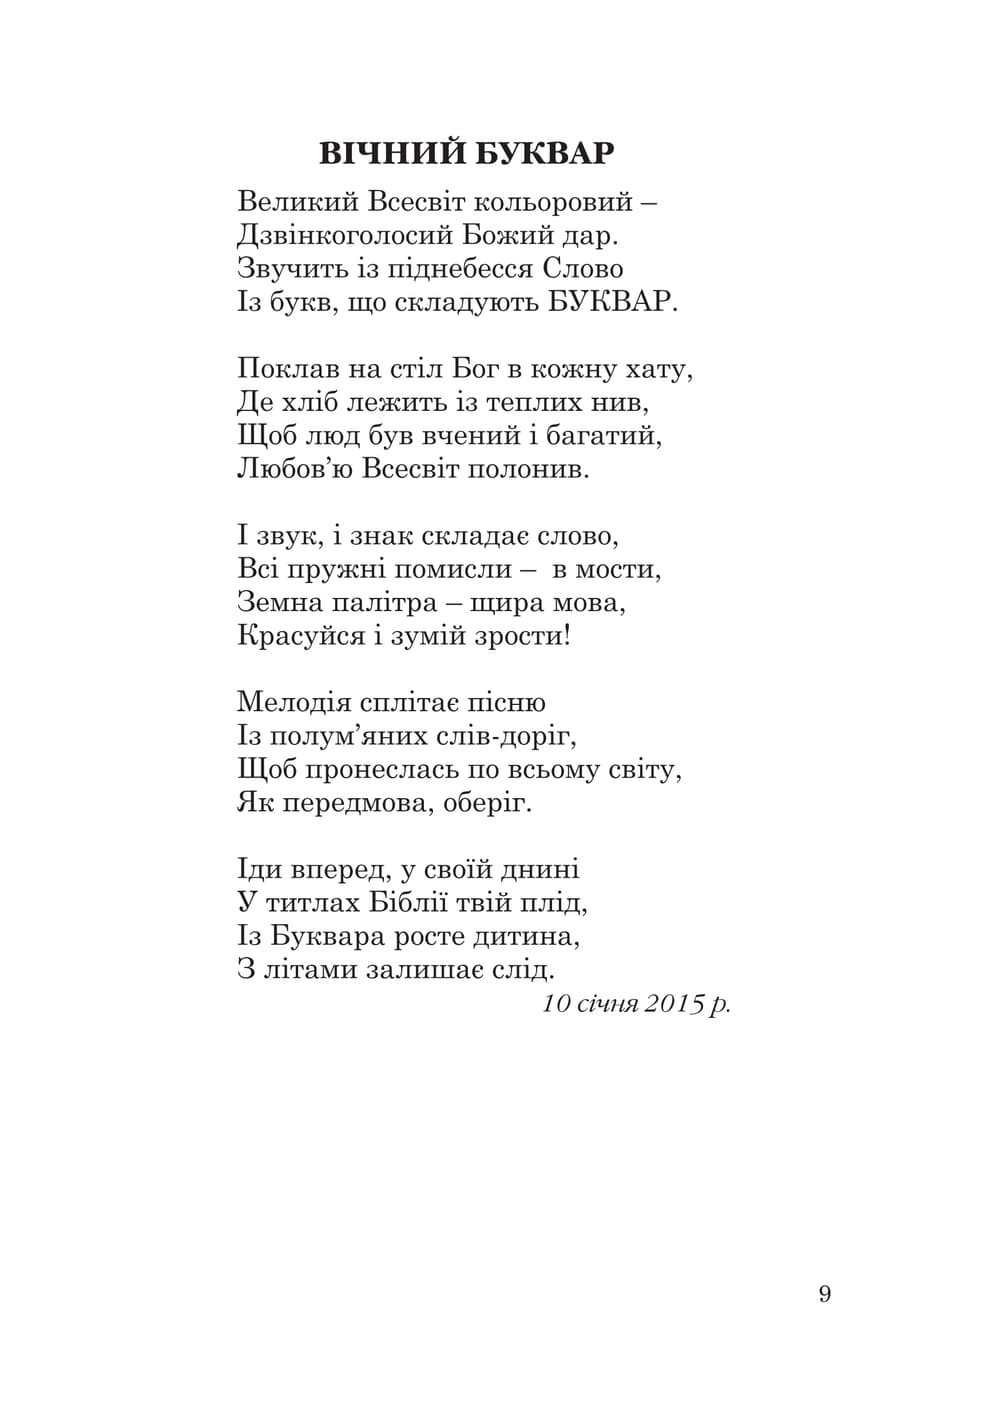 ВІЧНИЙ БУКВАР
Великий Всесвіт кольоровий –
Дзвінкоголосий Божий дар.
Звучить із піднебесся Слово
Із букв, що складують БУКВАР.
Поклав на стіл Бог в кожну хату,
Де хліб лежить із теплих нив,
Щоб люд був вчений і багатий,
Любов’ю Всесвіт полонив.
І звук, і знак складає слово,
Всі пружні помисли –  в мости,
Земна палітра – щира мова,
Красуйся і зумій зрости!
Мелодія сплітає пісню
Із полум’яних слів-доріг,
Щоб пронеслась по всьому світу,
Як передмова, оберіг.
Іди вперед, у своїй днині
У титлах Біблії твій плід,
Із Букваря росте дитина,
З літами залишає слід.
10 січня 2015 р.
9